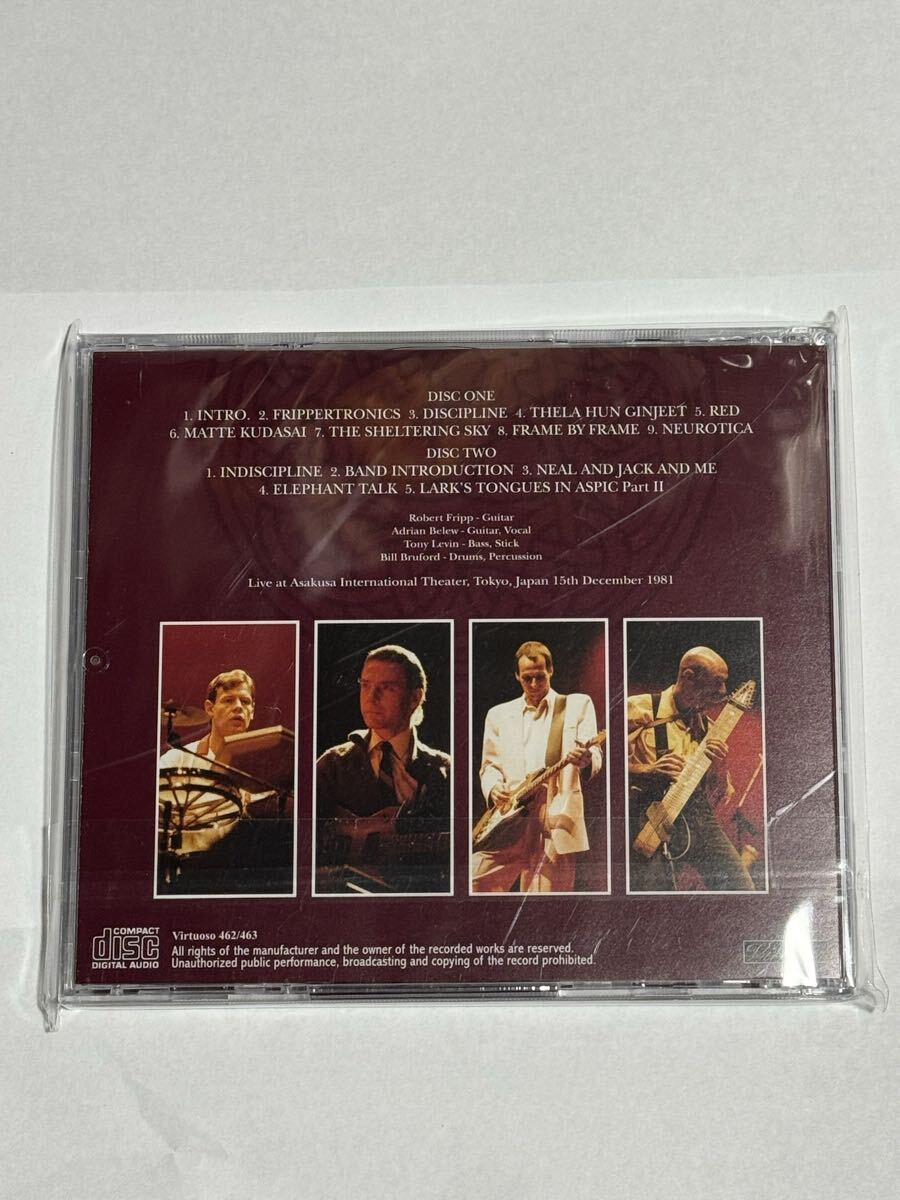 DISC ONE
1. INTRO. 2. FRIPPERTRONICS 3. DISCIPLINE 4. THELA HUN GINJEET 5. RED
6. MATTE KUDASAI 7. THE SHELTERING SKY 8. FRAME BY FRAME 9. NEUROTICA
DISC TWO
1. INDISCIPLINE 2. BAND INTRODUCTION 3. NEAL AND JACK AND ME
4. ELEPHANT TALK 5. LARK'S TONGUES IN ASPIC Part II
Robert Fripp - Guitar
Adrian Belew - Guitar, Vocal
Tony Levin - Bass, Stick
Bill Bruford - Drums, Percussion
Live at Asakusa International Theater, Tokyo, Japan 15th December 1981
COMPACT
disc
DIGITAL AUDIO
Virtuoso 462/463
All rights of the manufacturer and the owner of the recorded works are reserved.
Unauthorized public performance, broadcasting and copying of the record prohibited.